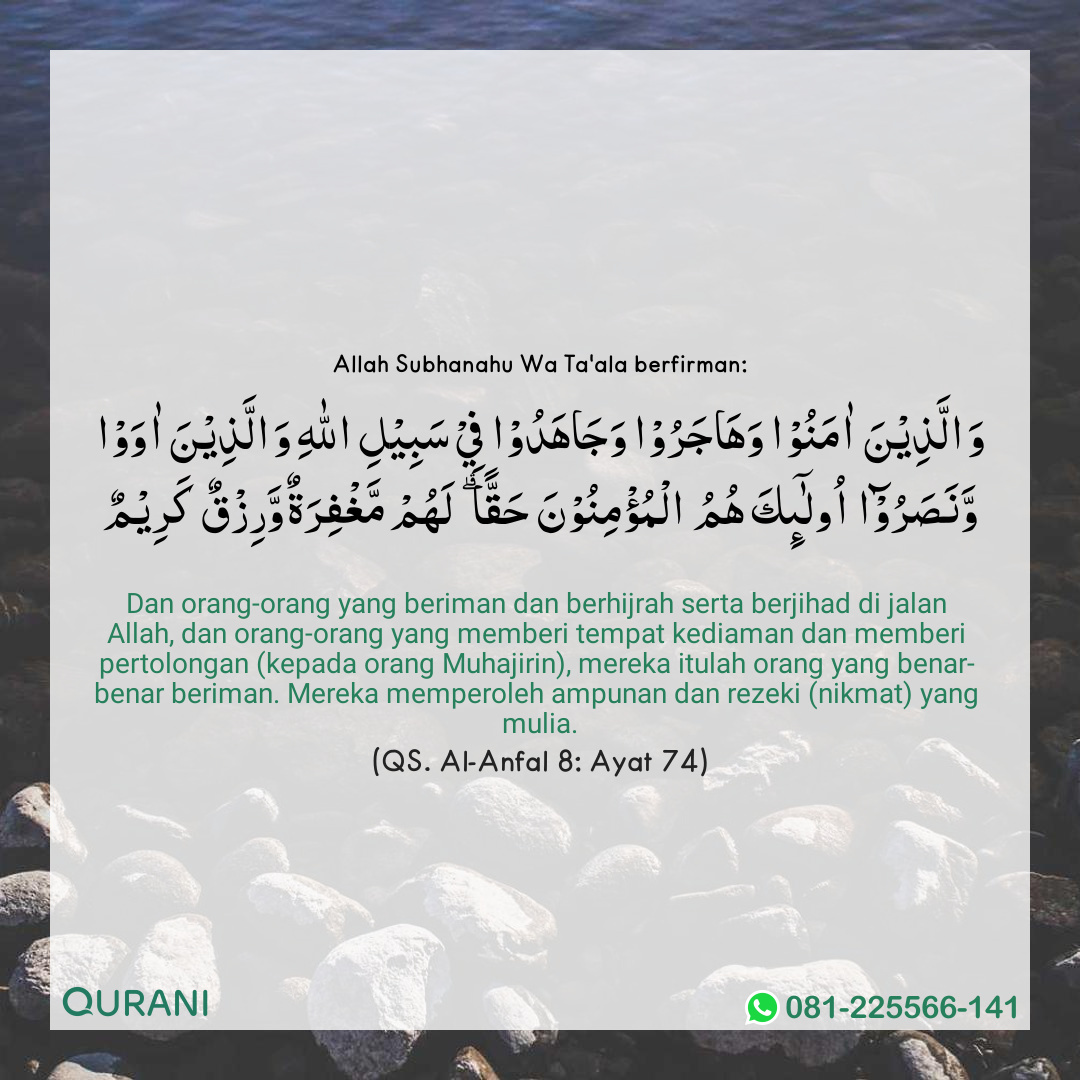 Allah Subhanahu Wa Ta'ala berfirman:
وَالَّذِيْنَ اٰمَنُوْا وَهَاجَرُوْا وَجَاهَدُوْا فِيْ سَبِيْلِ اللّٰهِ وَالَّذِيْنَ اٰوَوْا
وَّنَصَرُوْٓا اُولٰۤىِٕكَ هُمُ الْمُؤْمِنُوْنَ حَقًّاۗ لَهُمْ مَّغْفِرَةٌ وَّرِزْقٌ كَرِيْمٌ
Dan orang-orang yang beriman dan berhijrah serta berjihad di jalan
Allah, dan orang-orang yang memberi tempat kediaman dan memberi
pertolongan (kepada orang Muhajirin), mereka itulah orang yang benar-
benar beriman. Mereka memperoleh ampunan dan rezeki (nikmat) yang
mulia.
(QS. Al-Anfal 8: Ayat 74)
QURANI
081-225566-141